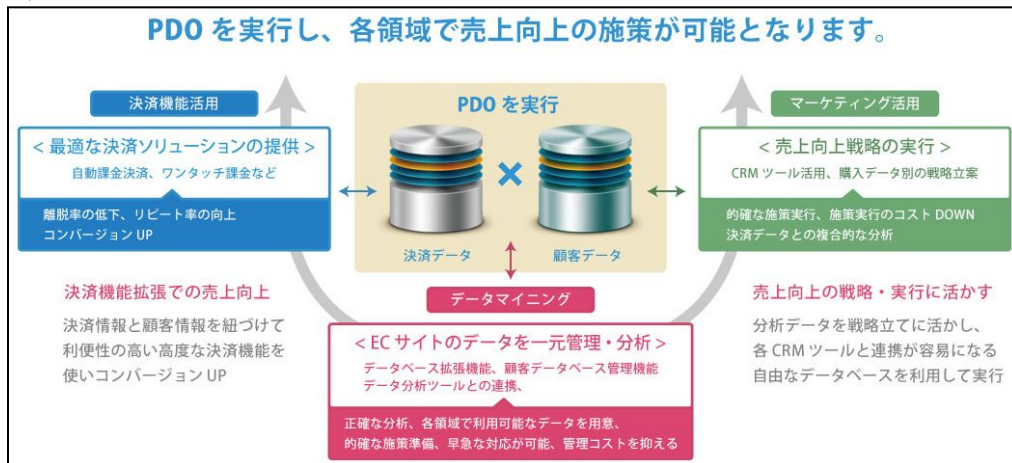 PDO を実行し、各領域で売上向上の施策が可能となります。
決済機能活用
< 最適な決済ソリューションの提供 >
自動課金決済、ワンタッチ課金など
離脱率の低下、リピート率の向上
コンバージョン UP
決済機能拡張での売上向上
決済情報と顧客情報を紐づけて
利便性の高い高度な決済機能を
使いコンバージョン UP
PDO を実行
×
決済データ
顧客データ
データマイニング
< EC サイトのデータを一元管理・分析 >
データベース拡張機能、顧客データベース管理機能
データ分析ツールとの連携、
正確な分析、各領域で利用可能なデータを用意、
的確な施策準備、早急な対応が可能、管理コストを抑える
マーケティング活用
< 売上向上戦略の実行 >
CRM ツール活用、購入データ別の戦略立案
的確な施策実行、施策実行のコスト DOWN
決済データとの複合的な分析
売上向上の戦略・実行に活かす
分析データを戦略立てに活かし、
各 CRM ツールと連携が容易になる
自由なデータベースを利用して実行